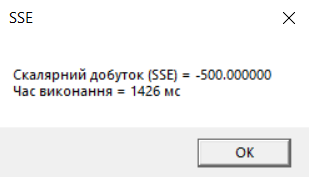 SSE
Скалярний добуток (SSE) = -500.000000
Час виконання = 1426 мс
OK